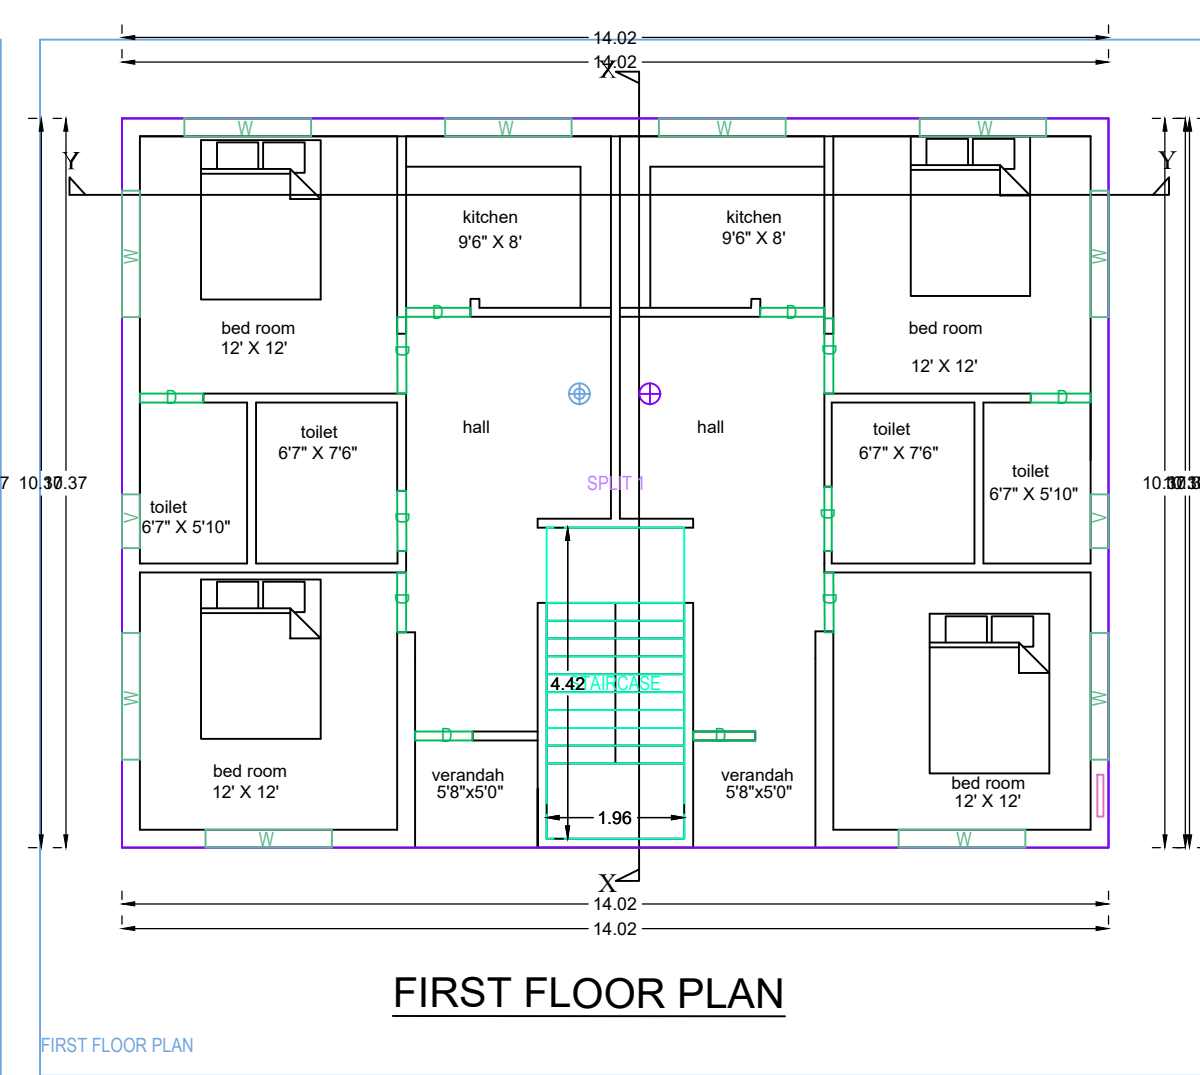 14.02
14.02
X
W W W W
Y Y
kitchen kitchen
9'6" X 8' 9'6" X 8'
W W
D D
bed room bed room
12' X 12' 12' X 12'
D D
D D
hall hall
toilet toilet
6'7" X 7'6" 6'7" X 7'6"
toilet
6'7" X 5'10"
SPLIT 1
10.37
toilet
6'7" X 5'10"
V V
D D
D D
4.42
STAIRCASE
W W
D D
bed room
12' X 12'
verandah verandah
5'8"x5'0" 5'8"x5'0"
bed room
12' X 12'
1.96
W W
X
14.02
14.02
FIRST FLOOR PLAN
FIRST FLOOR PLAN